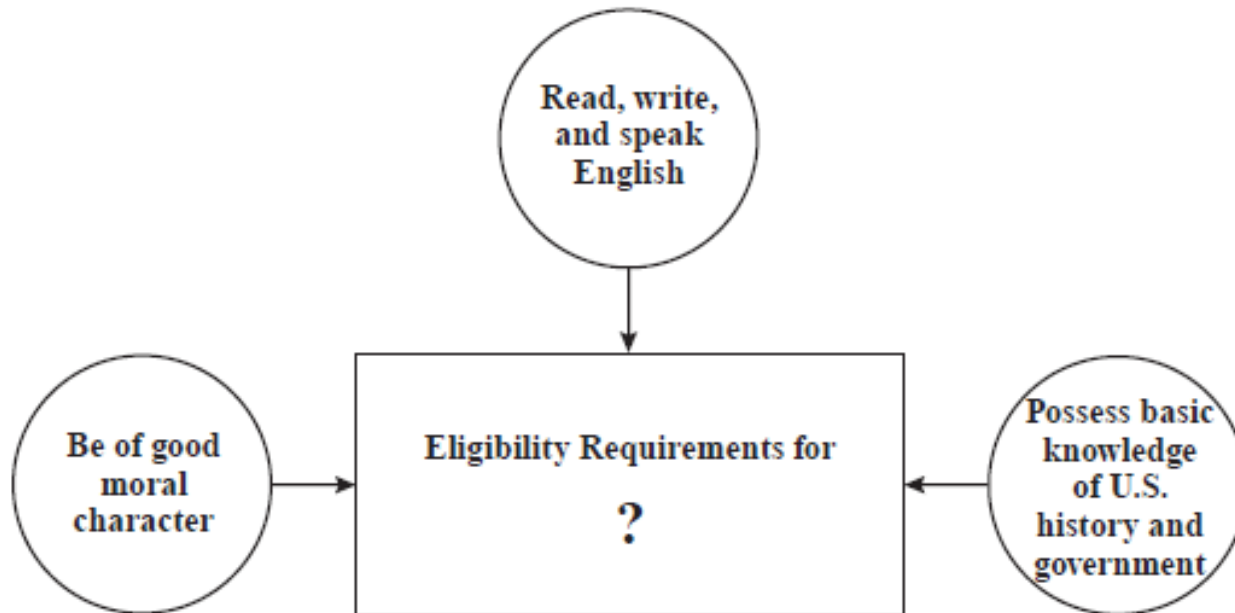 Read, write,
and speak
English
Be of good
moral
character
Eligibility Requirements for
?
Possess basic
knowledge
of U.S.
history and
government